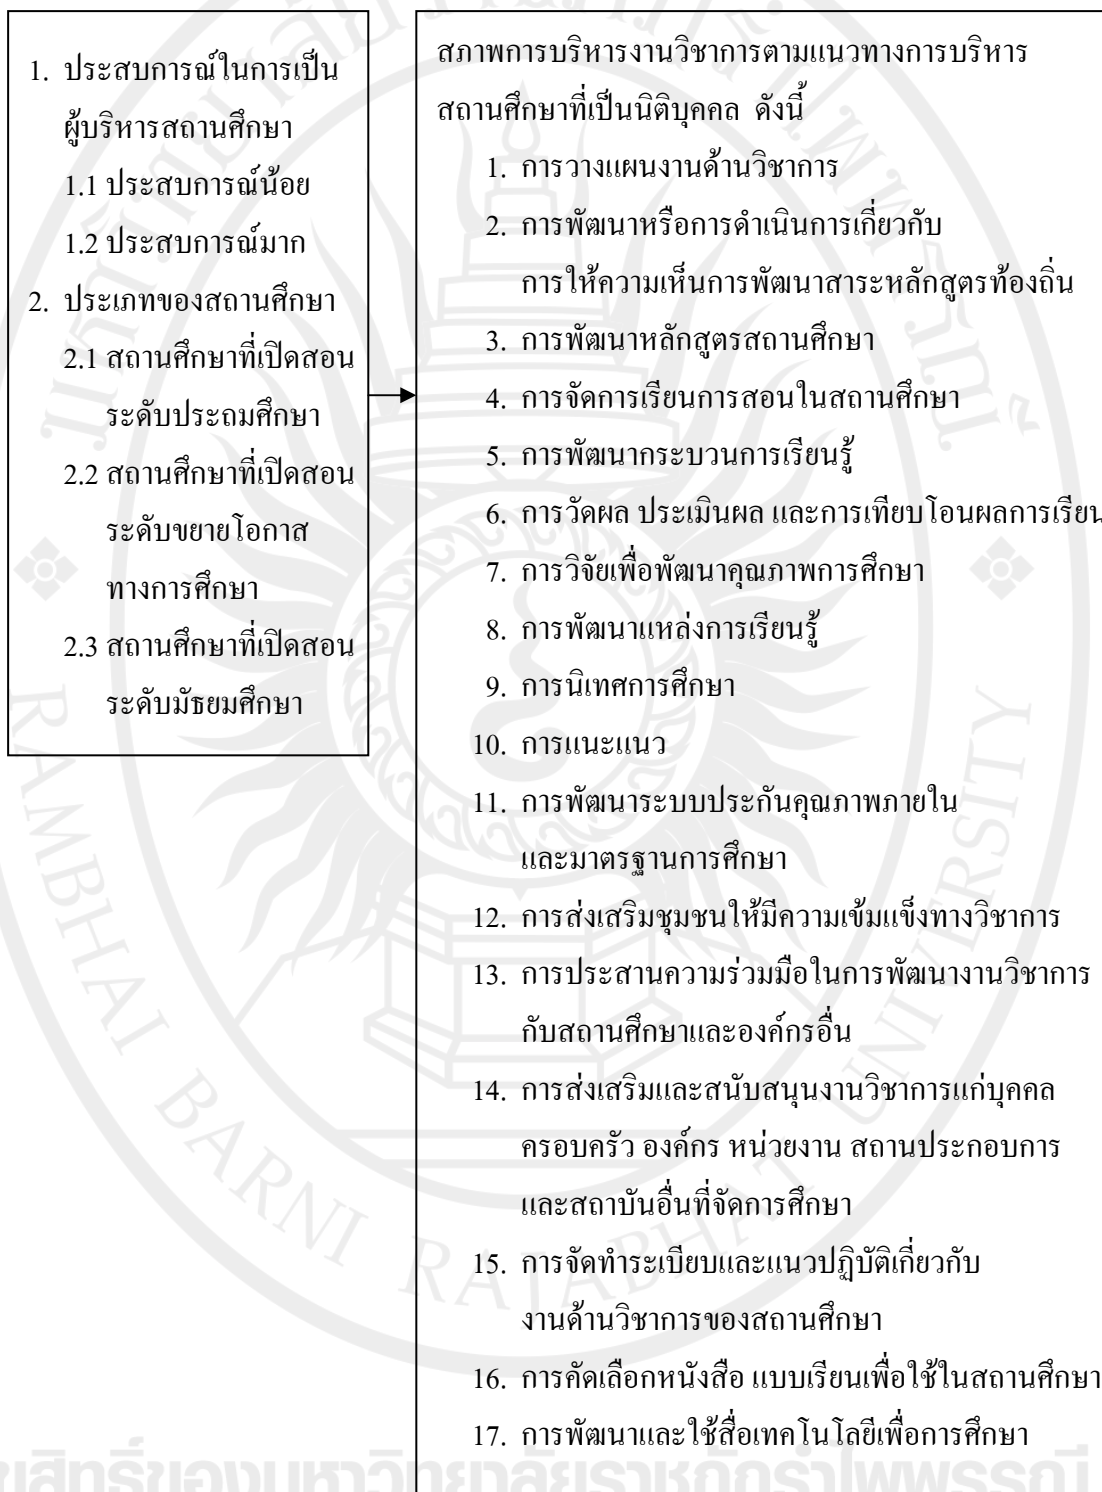 1. ประสบการณ์ในการเป็น
ผู้บริหารสถานศึกษา
1.1 ประสบการณ์น้อย
1.2 ประสบการณ์มาก
2. ประเภทของสถานศึกษา
2.1 สถานศึกษาที่เปิดสอน
ระดับประถมศึกษา
2.2 สถานศึกษาที่เปิดสอน
ระดับขยายโอกาส
ทางการศึกษา
2.3 สถานศึกษาที่เปิดสอน
ระดับมัธยมศึกษา
สภาพการบริหารงานวิชาการตามแนวทางการบริหาร
สถานศึกษาที่เป็นนิติบุคคล ดังนี้
1. การวางแผนงานด้านวิชาการ
2. การพัฒนาหรือการดำเนินการเกี่ยวกับ
การให้ความเห็นการพัฒนาสาระหลักสูตรท้องถิ่น
3. การพัฒนาหลักสูตรสถานศึกษา
4. การจัดการเรียนการสอนในสถานศึกษา
5. การพัฒนากระบวนการเรียนรู้
6. การวัดผล ประเมินผล และการเทียบโอนผลการเรียน
7. การวิจัยเพื่อพัฒนาคุณภาพการศึกษา
8. การพัฒนาแหล่งการเรียนรู้
9. การนิเทศการศึกษา
10. การแนะแนว
11. การพัฒนาระบบประกันคุณภาพภายใน
และมาตรฐานการศึกษา
12. การส่งเสริมชุมชนให้มีความเข้มแข็งทางวิชาการ
13. การประสานความร่วมมือในการพัฒนางานวิชาการ
กับสถานศึกษาและองค์กรอื่น
14. การส่งเสริมและสนับสนุนงานวิชาการแก่บุคคล
ครอบครัว องค์กร หน่วยงาน สถานประกอบการ
และสถาบันอื่นที่จัดการศึกษา
15. การจัดทำระเบียบและแนวปฏิบัติเกี่ยวกับ
งานด้านวิชาการของสถานศึกษา
16. การคัดเลือกหนังสือ แบบเรียนเพื่อใช้ในสถานศึกษา
17. การพัฒนาและใช้สื่อเทคโนโลยีเพื่อการศึกษา
RAMBHAI BARNI RAJABHAT UNIVERSITY
ของมหาวิทยาลัยราชภัฏรำไพพรรณี